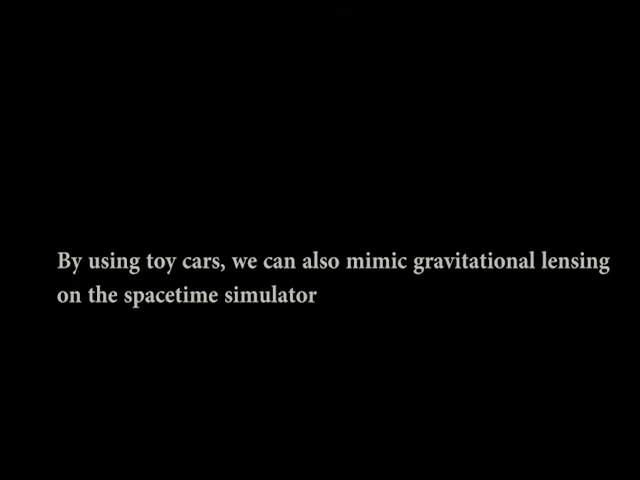 By using toy cars, we can also mimic gravitational lensing
on the spacetime simulator